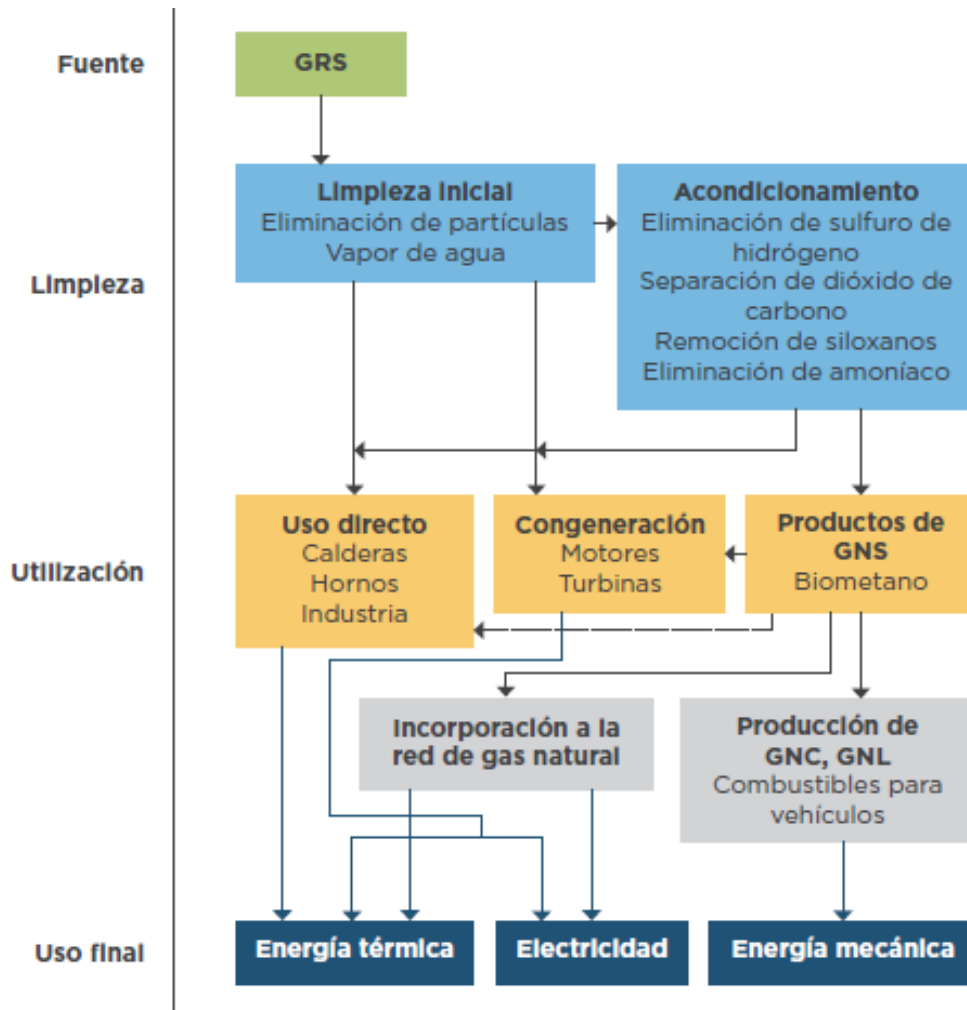 Fuente
GRS
Limpieza inicial
Eliminación de partículas
Vapor de agua
Acondicionamiento
Eliminación de sulfuro de
hidrógeno
Separación de dióxido de
carbono
Remoción de siloxanos
Eliminación de amoníaco
Limpieza
Uso directo
Calderas
Hornos
Industria
Congeneración
Motores
Turbinas
Productos de
GNS
Biometano
Utilización
Incorporación a la
red de gas natural
Producción de
GNC, GNL
Combustibles para
vehículos
Uso final
Energía térmica
Electricidad
Energía mecánica